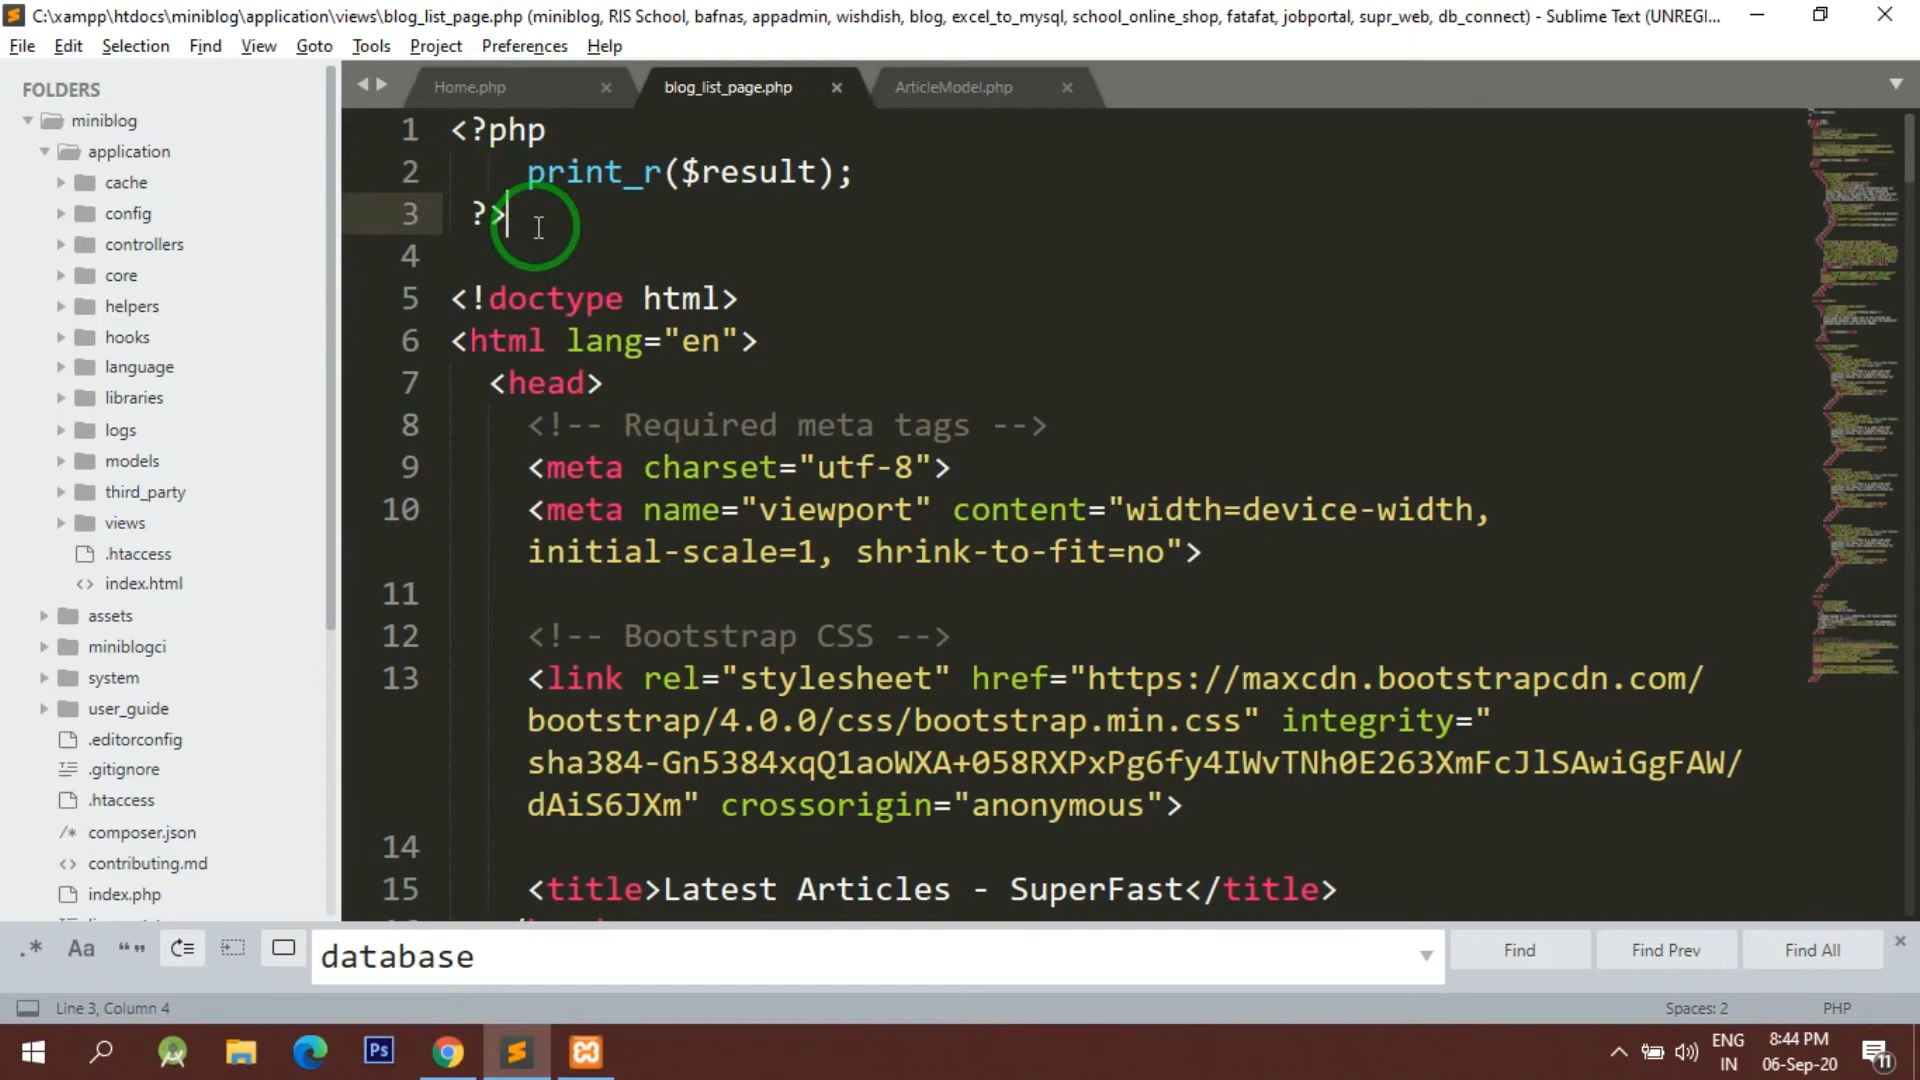 C:\xampp\htdocs\miniblog\application\views\blog_list_page.php (miniblog, RIS School, bafnas, appadmin, wishdish, blog, excel_to_mysql, school_online_shop, fatafat, jobportal, supr_web, db_connect) - Sublime Text (UNREGI...
File Edit Selection Find View Goto Tools Project Preferences Help
FOLDERS
miniblog
application
cache
config
controllers
core
helpers
hooks
language
libraries
logs
models
third_party
views
.htaccess
index.html
assets
miniblogci
system
user_guide
.editorconfig
.gitignore
.htaccess
composer.json
contributing.md
index.php
Home.php
blog_list_page.php
ArticleModel.php
1 <?php
2 print_r($result);
3 ?>
4
5 <!doctype html>
6 <html lang="en">
7 <head>
8 <!-- Required meta tags -->
9 <meta charset="utf-8">
10 <meta name="viewport" content="width=device-width,
initial-scale=1, shrink-to-fit=no">
11
12 <!-- Bootstrap CSS -->
13 <link rel="stylesheet" href="https://maxcdn.bootstrapcdn.com/
bootstrap/4.0.0/css/bootstrap.min.css" integrity="
sha384-Gn5384xqQ1aoWXA+058RXPxPg6fy4IWvTNh0E263XmFcJlSAwiGgFAW/
dAiS6JXm" crossorigin="anonymous">
14
15 <title>Latest Articles - SuperFast</title>
.* Aa “”
database
Find
Find Prev
Find All
Line 3, Column 4
Spaces: 2
PHP
Ps
ENG
IN
8:44 PM
06-Sep-20
11